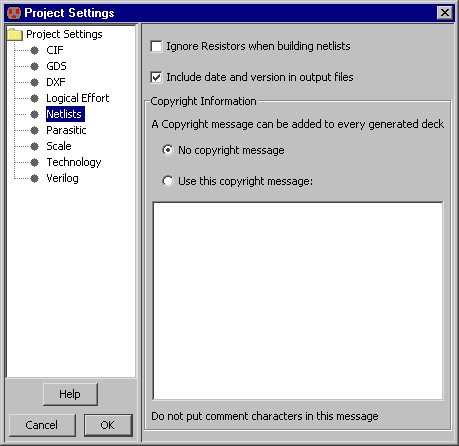 Project Settings
Project Settings
CIF
GDS
DXF
Logical Effort
Netlists
Parasitic
Scale
Technology
Verilog
Help
Cancel
OK
Ignore Resistors when building netlists
Include date and version in output files
Copyright Information
A Copyright message can be added to every generated deck
No copyright message
Use this copyright message:
Do not put comment characters in this message